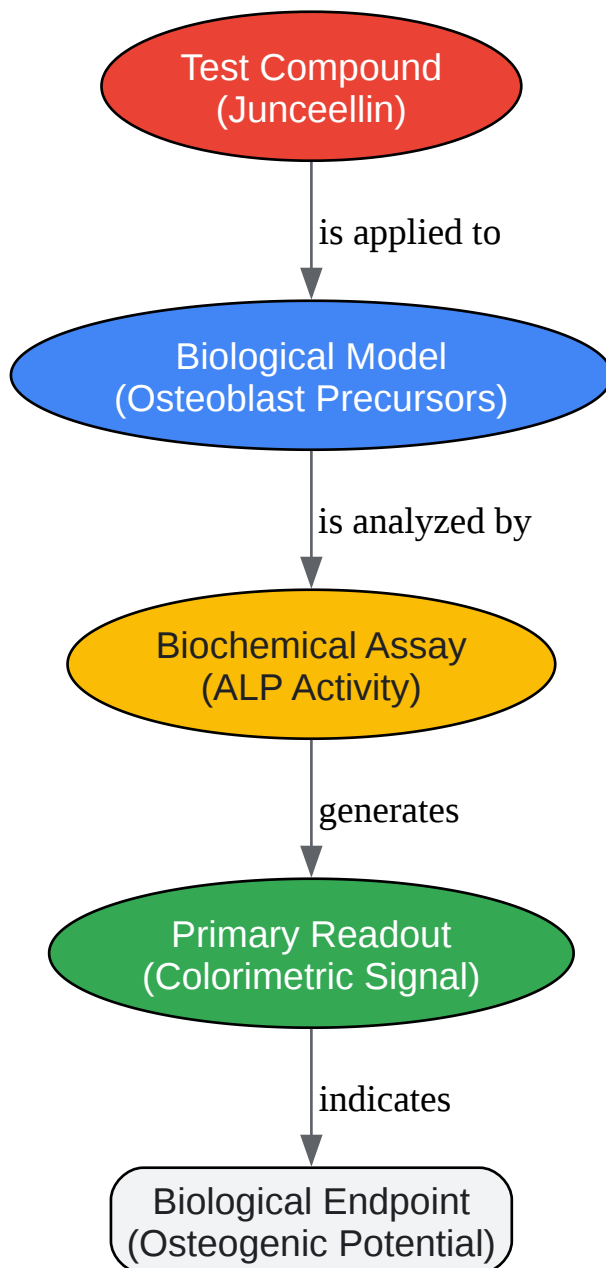 Test Compound
(Junceellin)
is applied to
Biological Model
(Osteoblast Precursors)
is analyzed by
Biochemical Assay
(ALP Activity)
generates
Primary Readout
(Colorimetric Signal)
indicates
Biological Endpoint
(Osteogenic Potential)